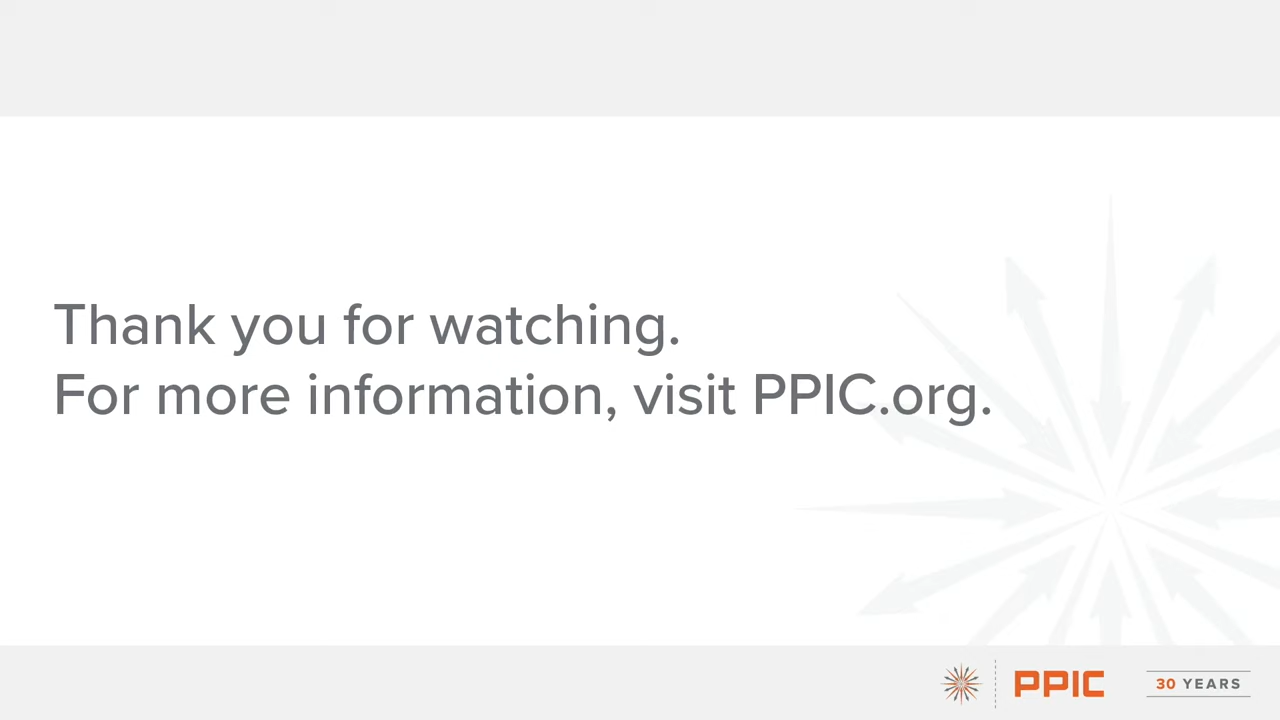 Thank you for watching.
For more information, visit PPIC.org.
PPIC
30 YEARS